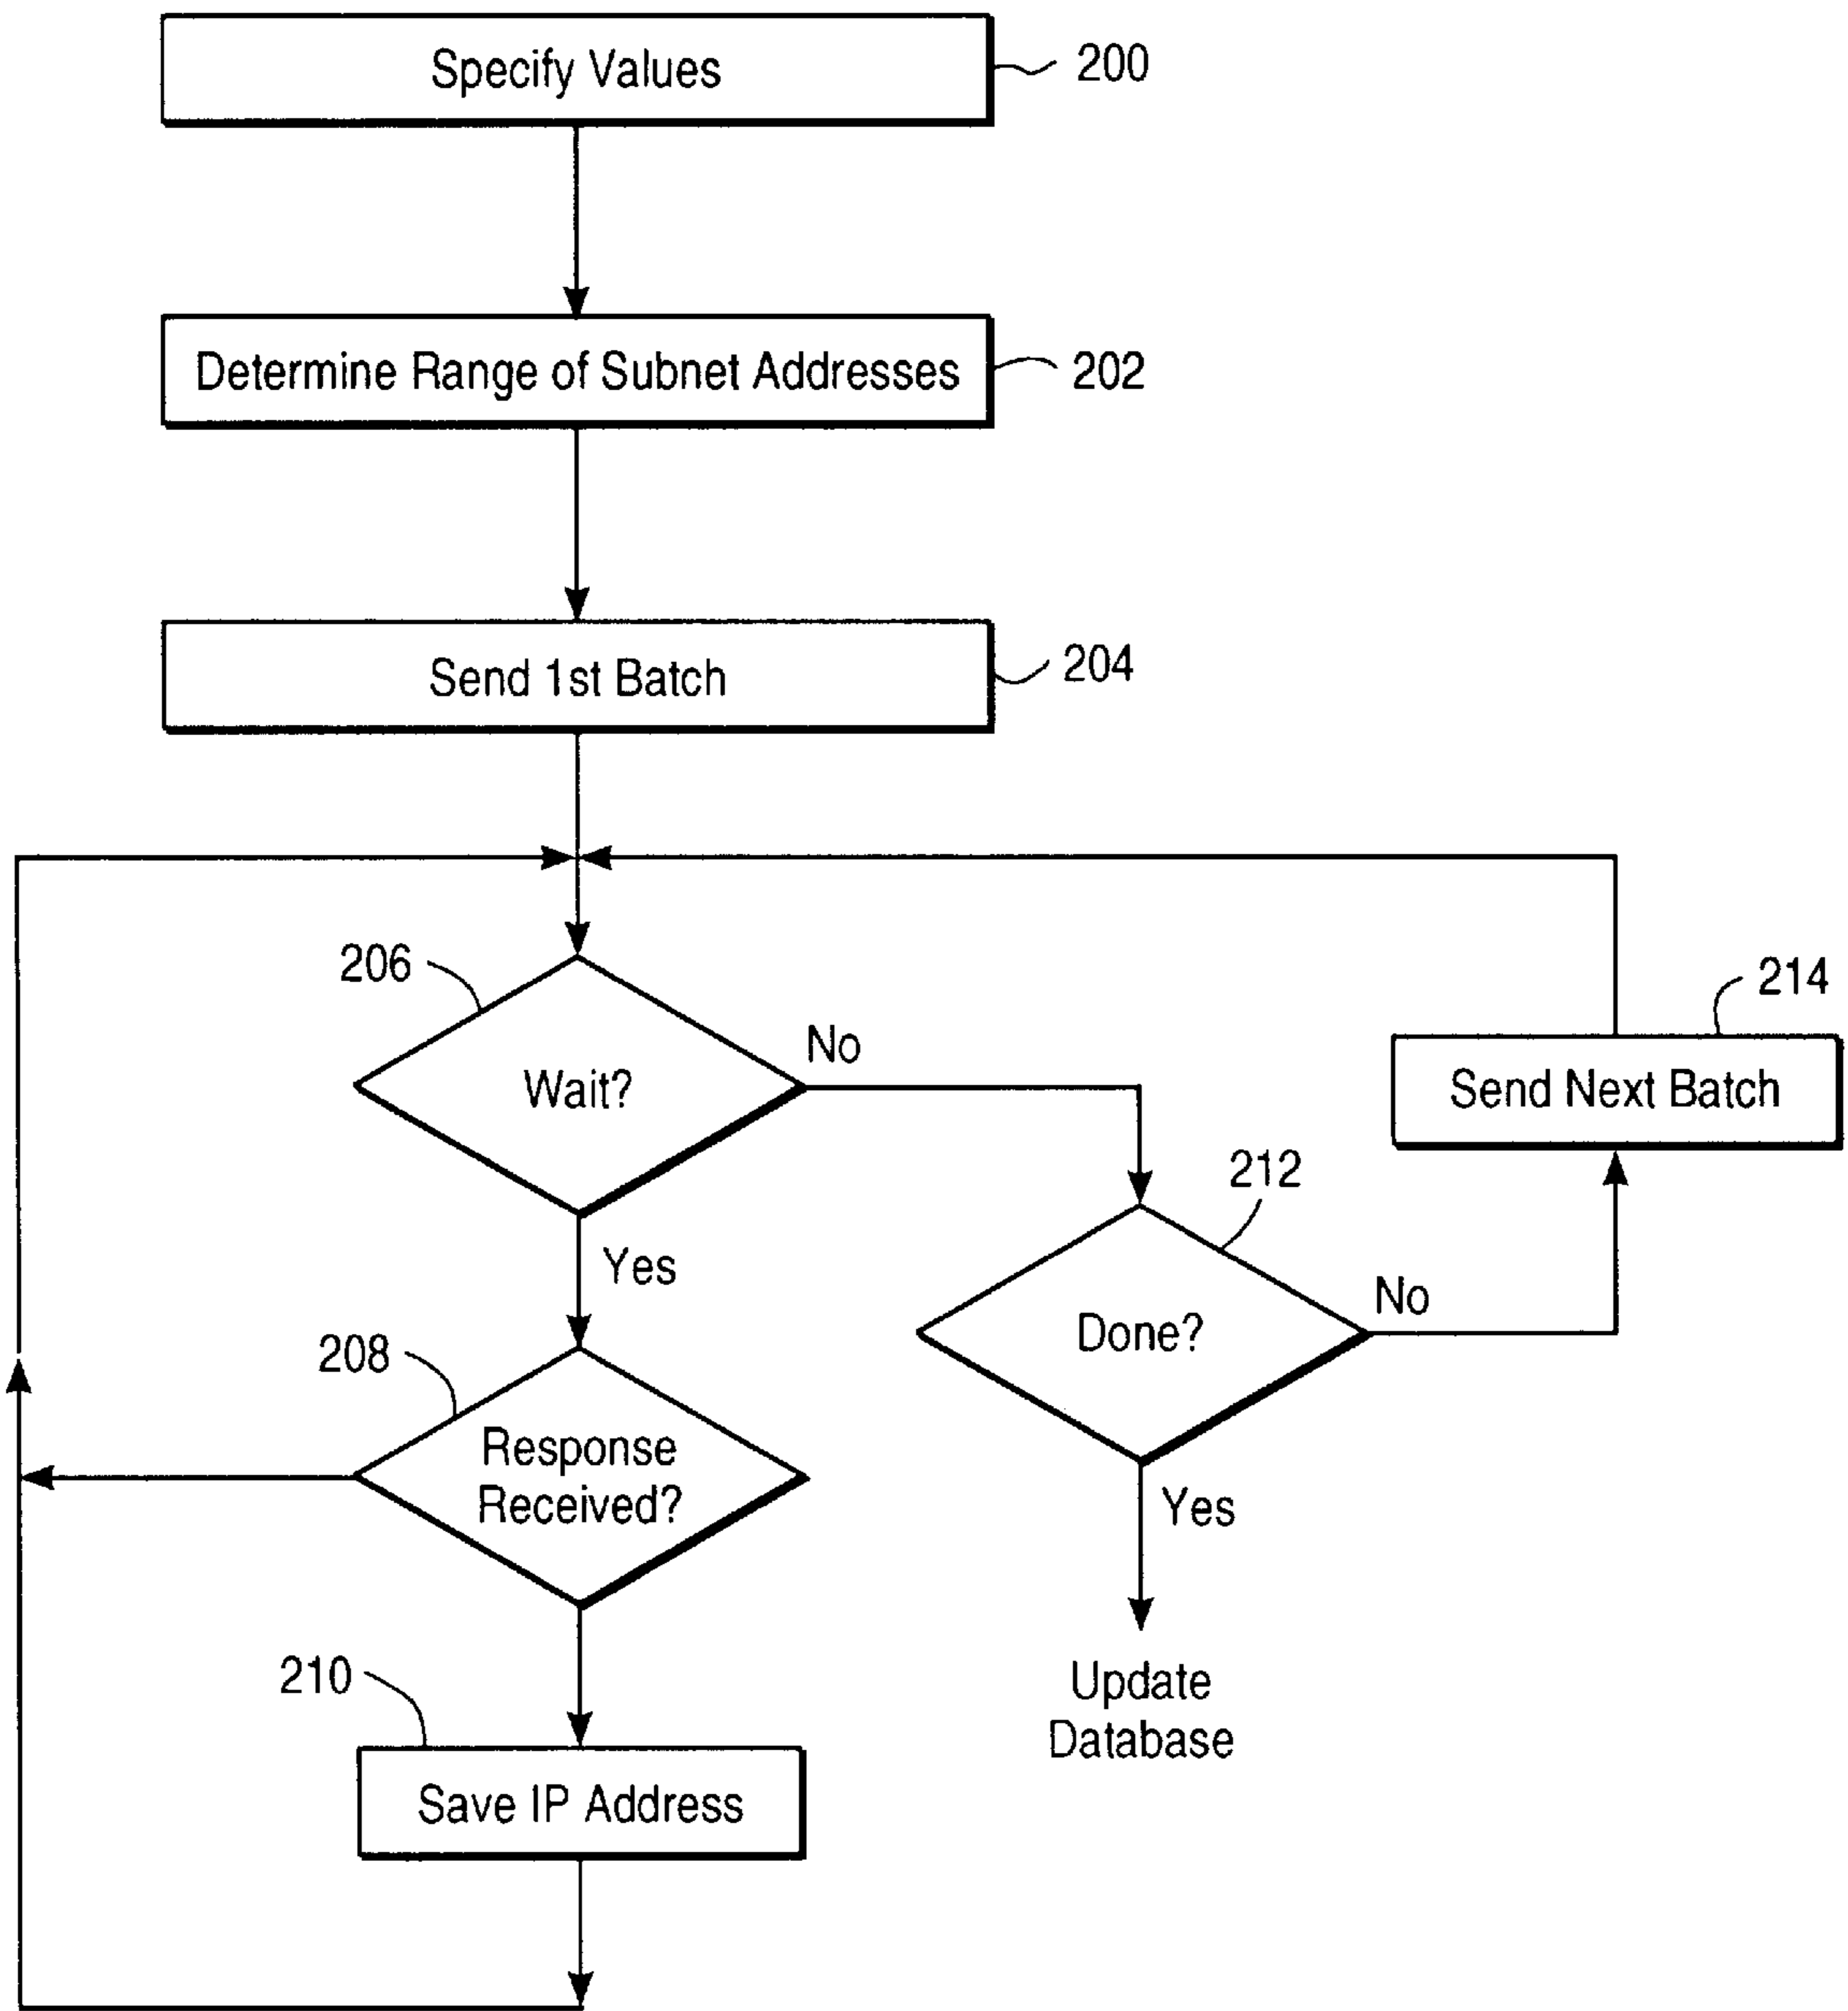 Specify Values
200
Determine Range of Subnet Addresses
202
Send 1st Batch
204
206
Wait?
No
214
Send Next Batch
212
Yes
Done?
No
208
Response
Received?
Yes
210
Save IP Address
Update
Database